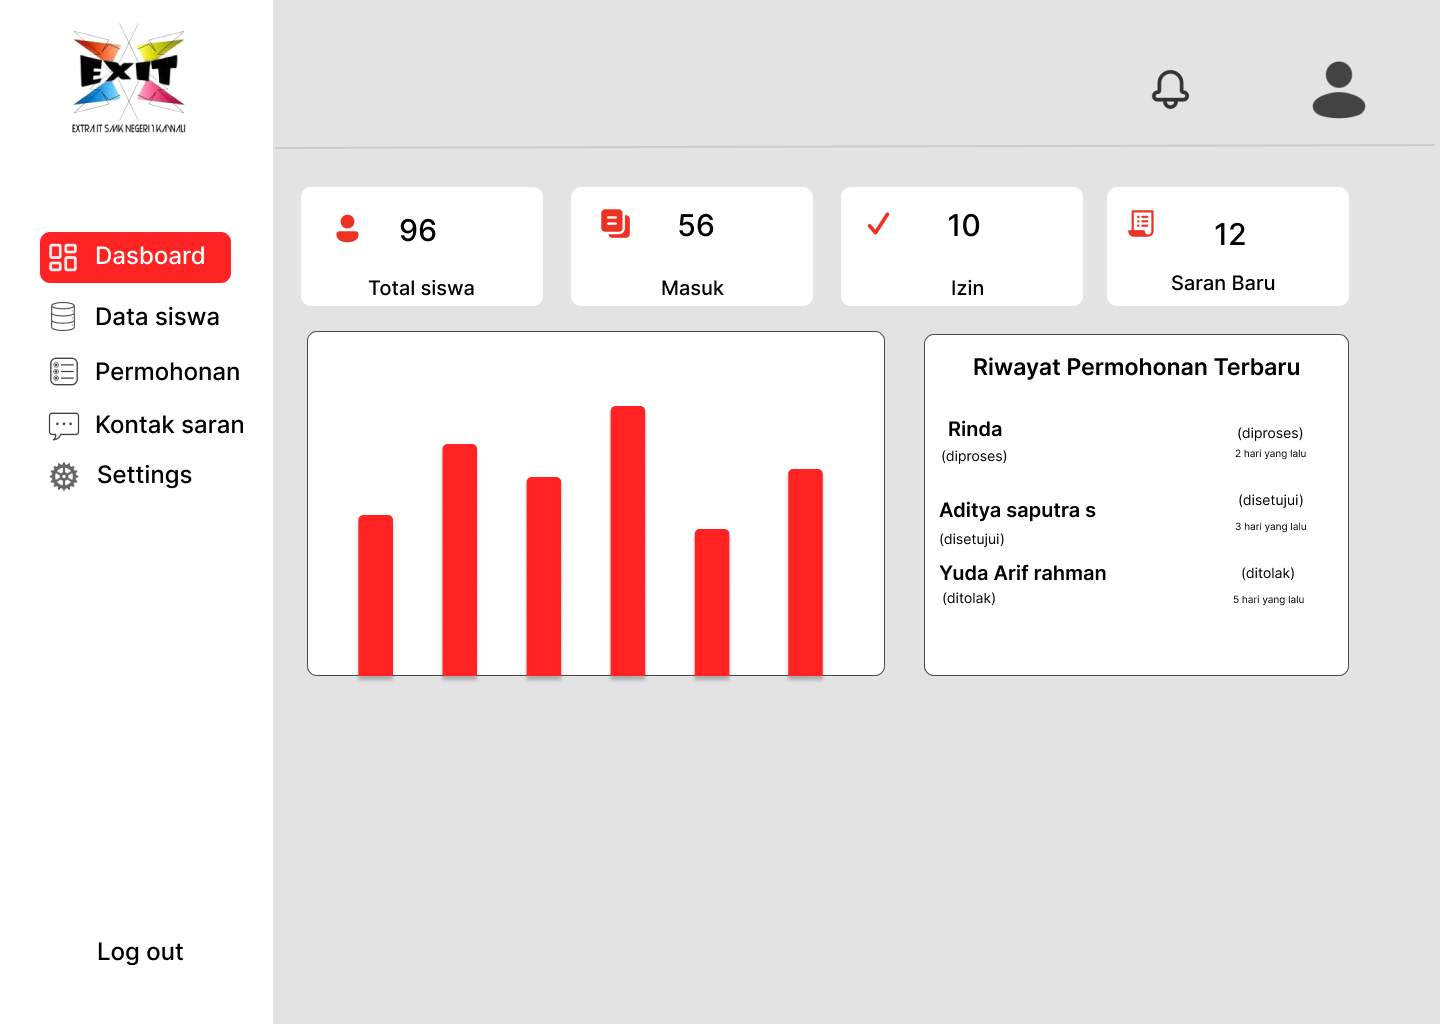 EXIT
EXTRA IT SMK NEGERI 1 KAWALI
Dasboard
Data siswa
Permohonan
Kontak saran
Settings
Log out
96
Total siswa
56
Masuk
10
Izin
12
Saran Baru
Riwayat Permohonan Terbaru
Rinda
(diproses)
(diproses)
2 hari yang lalu
Aditya saputra s
(disetujui)
(disetujui)
3 hari yang lalu
Yuda Arif rahman
(ditolak)
(ditolak)
5 hari yang lalu